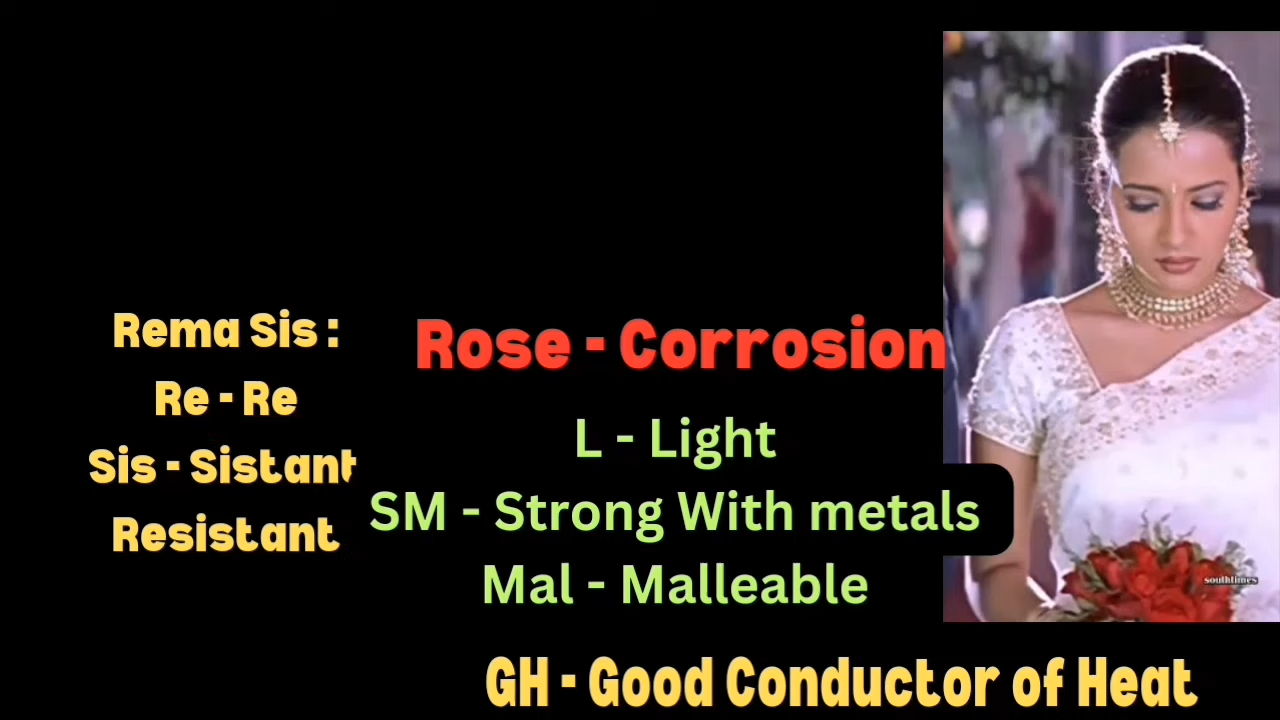 Rema Sis :
Re - Re
Sis - Sistant
Resistant
Rose - Corrosion
L - Light
SM - Strong With metals
Mal - Malleable
GH - Good Conductor of Heat
southtimes